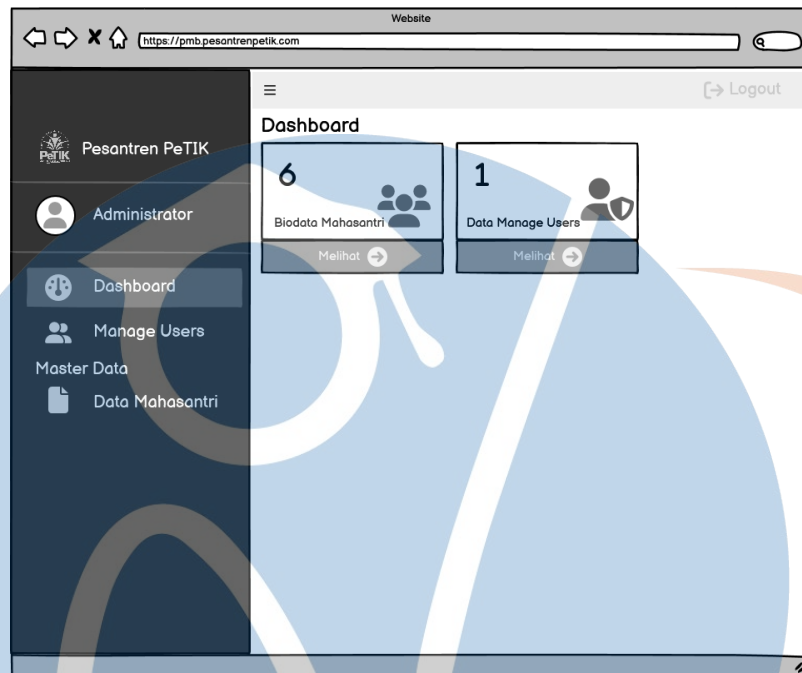 Website
https://pmb.pesantrenpetik.com
Logout
PeTIK
Pesantren PeTIK
Administrator
Dashboard
Manage Users
Master Data
Data Mahasantri
Dashboard
6
Biodata Mahasantri
Melihat
1
Data Manage Users
Melihat